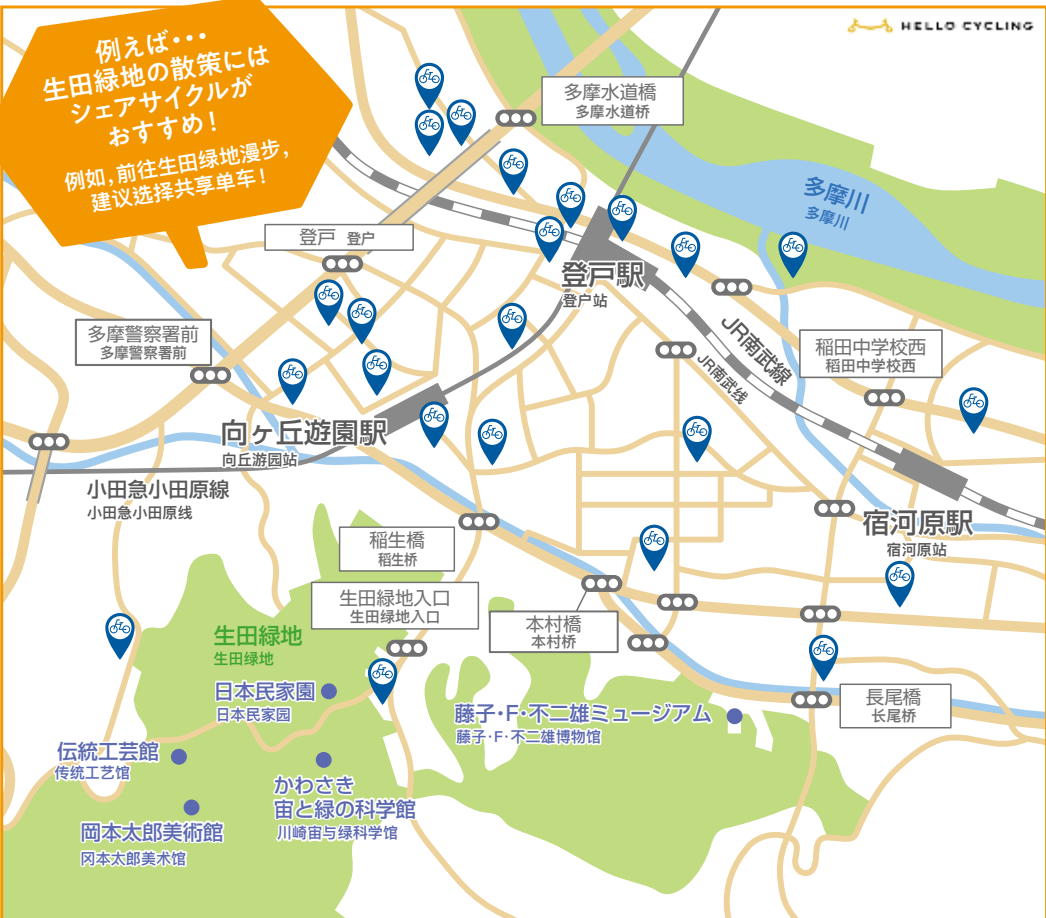 例えば・・・
生田緑地の散策には
シェアサイクルが
おすすめ！
例如，前往生田绿地漫步，
建议选择共享单车！
HELLO CYCLING
多摩水道橋
多摩水道桥
多摩川
多摩川
登戸 登户
登戸駅
登户站
多摩警察署前
多摩警察署前
JR南武線
JR南武线
稲田中学校西
稲田中学校西
向ヶ丘遊園駅
向丘游园站
小田急小田原線
小田急小田原线
宿河原駅
宿河原站
稲生橋
稲生桥
生田緑地入口
生田绿地入口
本村橋
本村桥
生田緑地
生田绿地
日本民家園
日本民家园
藤子・F・不二雄ミュージアム
藤子・F・不二雄博物馆
長尾橋
长尾桥
伝統工芸館
传统工艺馆
かわさき
宙と緑の科学館
川崎宙与绿科学馆
岡本太郎美術館
冈本太郎美术馆